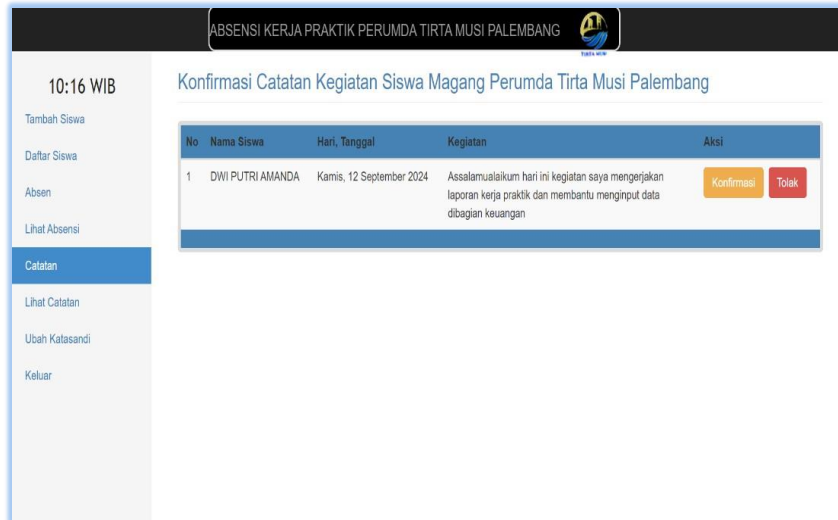 ABSENSI KERJA PRAKTIK PERUMDA TIRTA MUSI PALEMBANG
TIRTA MUSI
10:16 WIB
Tambah Siswa
Daftar Siswa
Absen
Lihat Absensi
Catatan
Lihat Catatan
Ubah Katasandi
Keluar
Konfirmasi Catatan Kegiatan Siswa Magang Perumda Tirta Musi Palembang
No Nama Siswa Hari, Tanggal Kegiatan Aksi
1 DWI PUTRI AMANDA Kamis, 12 September 2024 Assalamualaikum hari ini kegiatan saya mengerjakan Konfirmasi Tolak
laporan kerja praktik dan membantu menginput data
dibagian keuangan